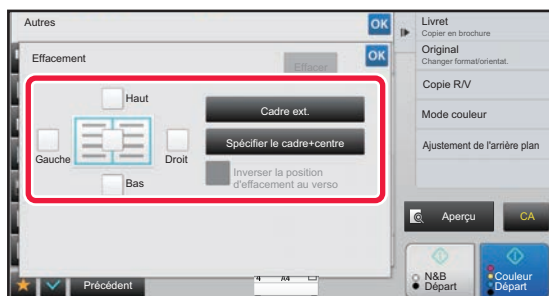 Autres
OK
Effacement
Effacer
OK
Haut
Gauche
Droit
Bas
Cadre ext.
Spécifier le cadre+centre
Inverser la position
d'effacement au verso
Précédent
4 A4
Livret
Copier en brochure
Original
Changer format/orientat.
Copie R/V
Mode couleur
Ajustement de l'arrière plan
Aperçu
CA
N&B
Départ
Couleur
Départ